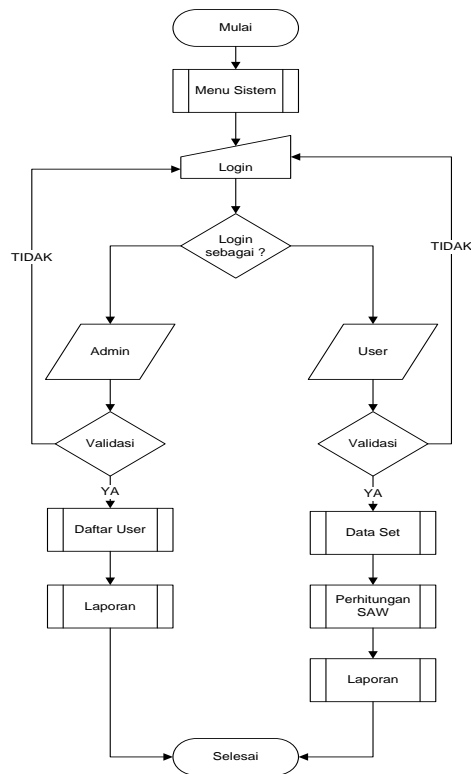 Mulai
Menu Sistem
Login
Login
sebagai ?
TIDAK
TIDAK
Admin
User
Validasi
Validasi
YA
YA
Daftar User
Data Set
Laporan
Perhitungan
SAW
Laporan
Selesai